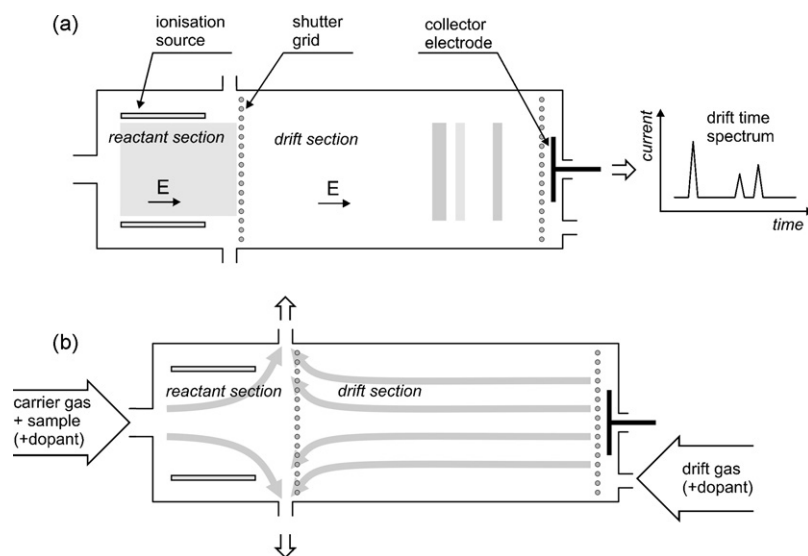 (a)
ionisation
source
shutter
grid
collector
electrode
reactant section
drift section
E
E
drift time
spectrum
current
time
(b)
reactant section
drift section
carrier gas
+ sample
(+dopant)
drift gas
(+dopant)